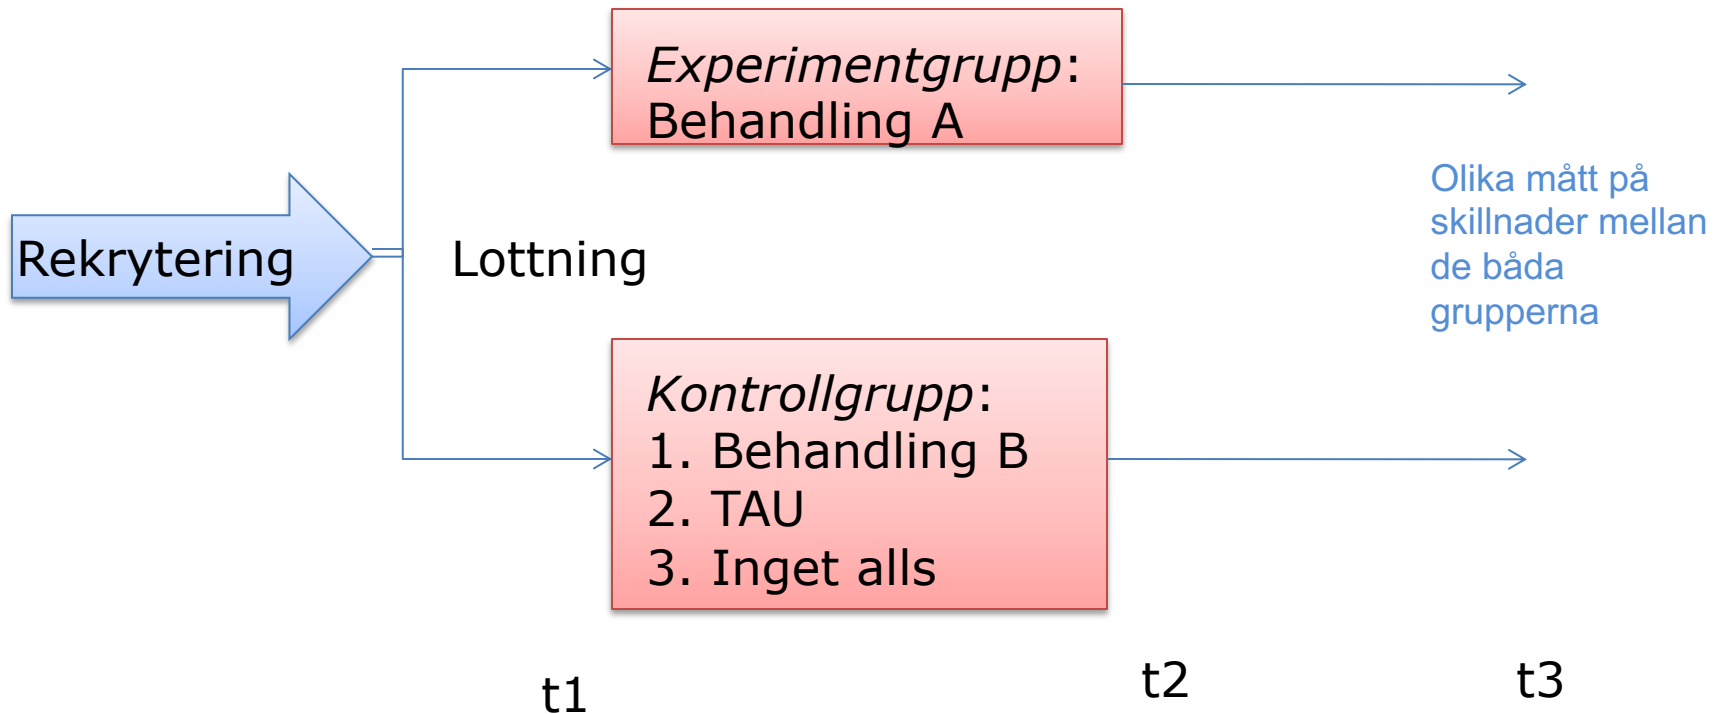 Experimentgrupp:
Behandling A
Olika mått på
skillnader mellan
de båda
grupperna
Rekrytering
Lottning
Kontrollgrupp:
1. Behandling B
2. TAU
3. Inget alls
t1
t2
t3